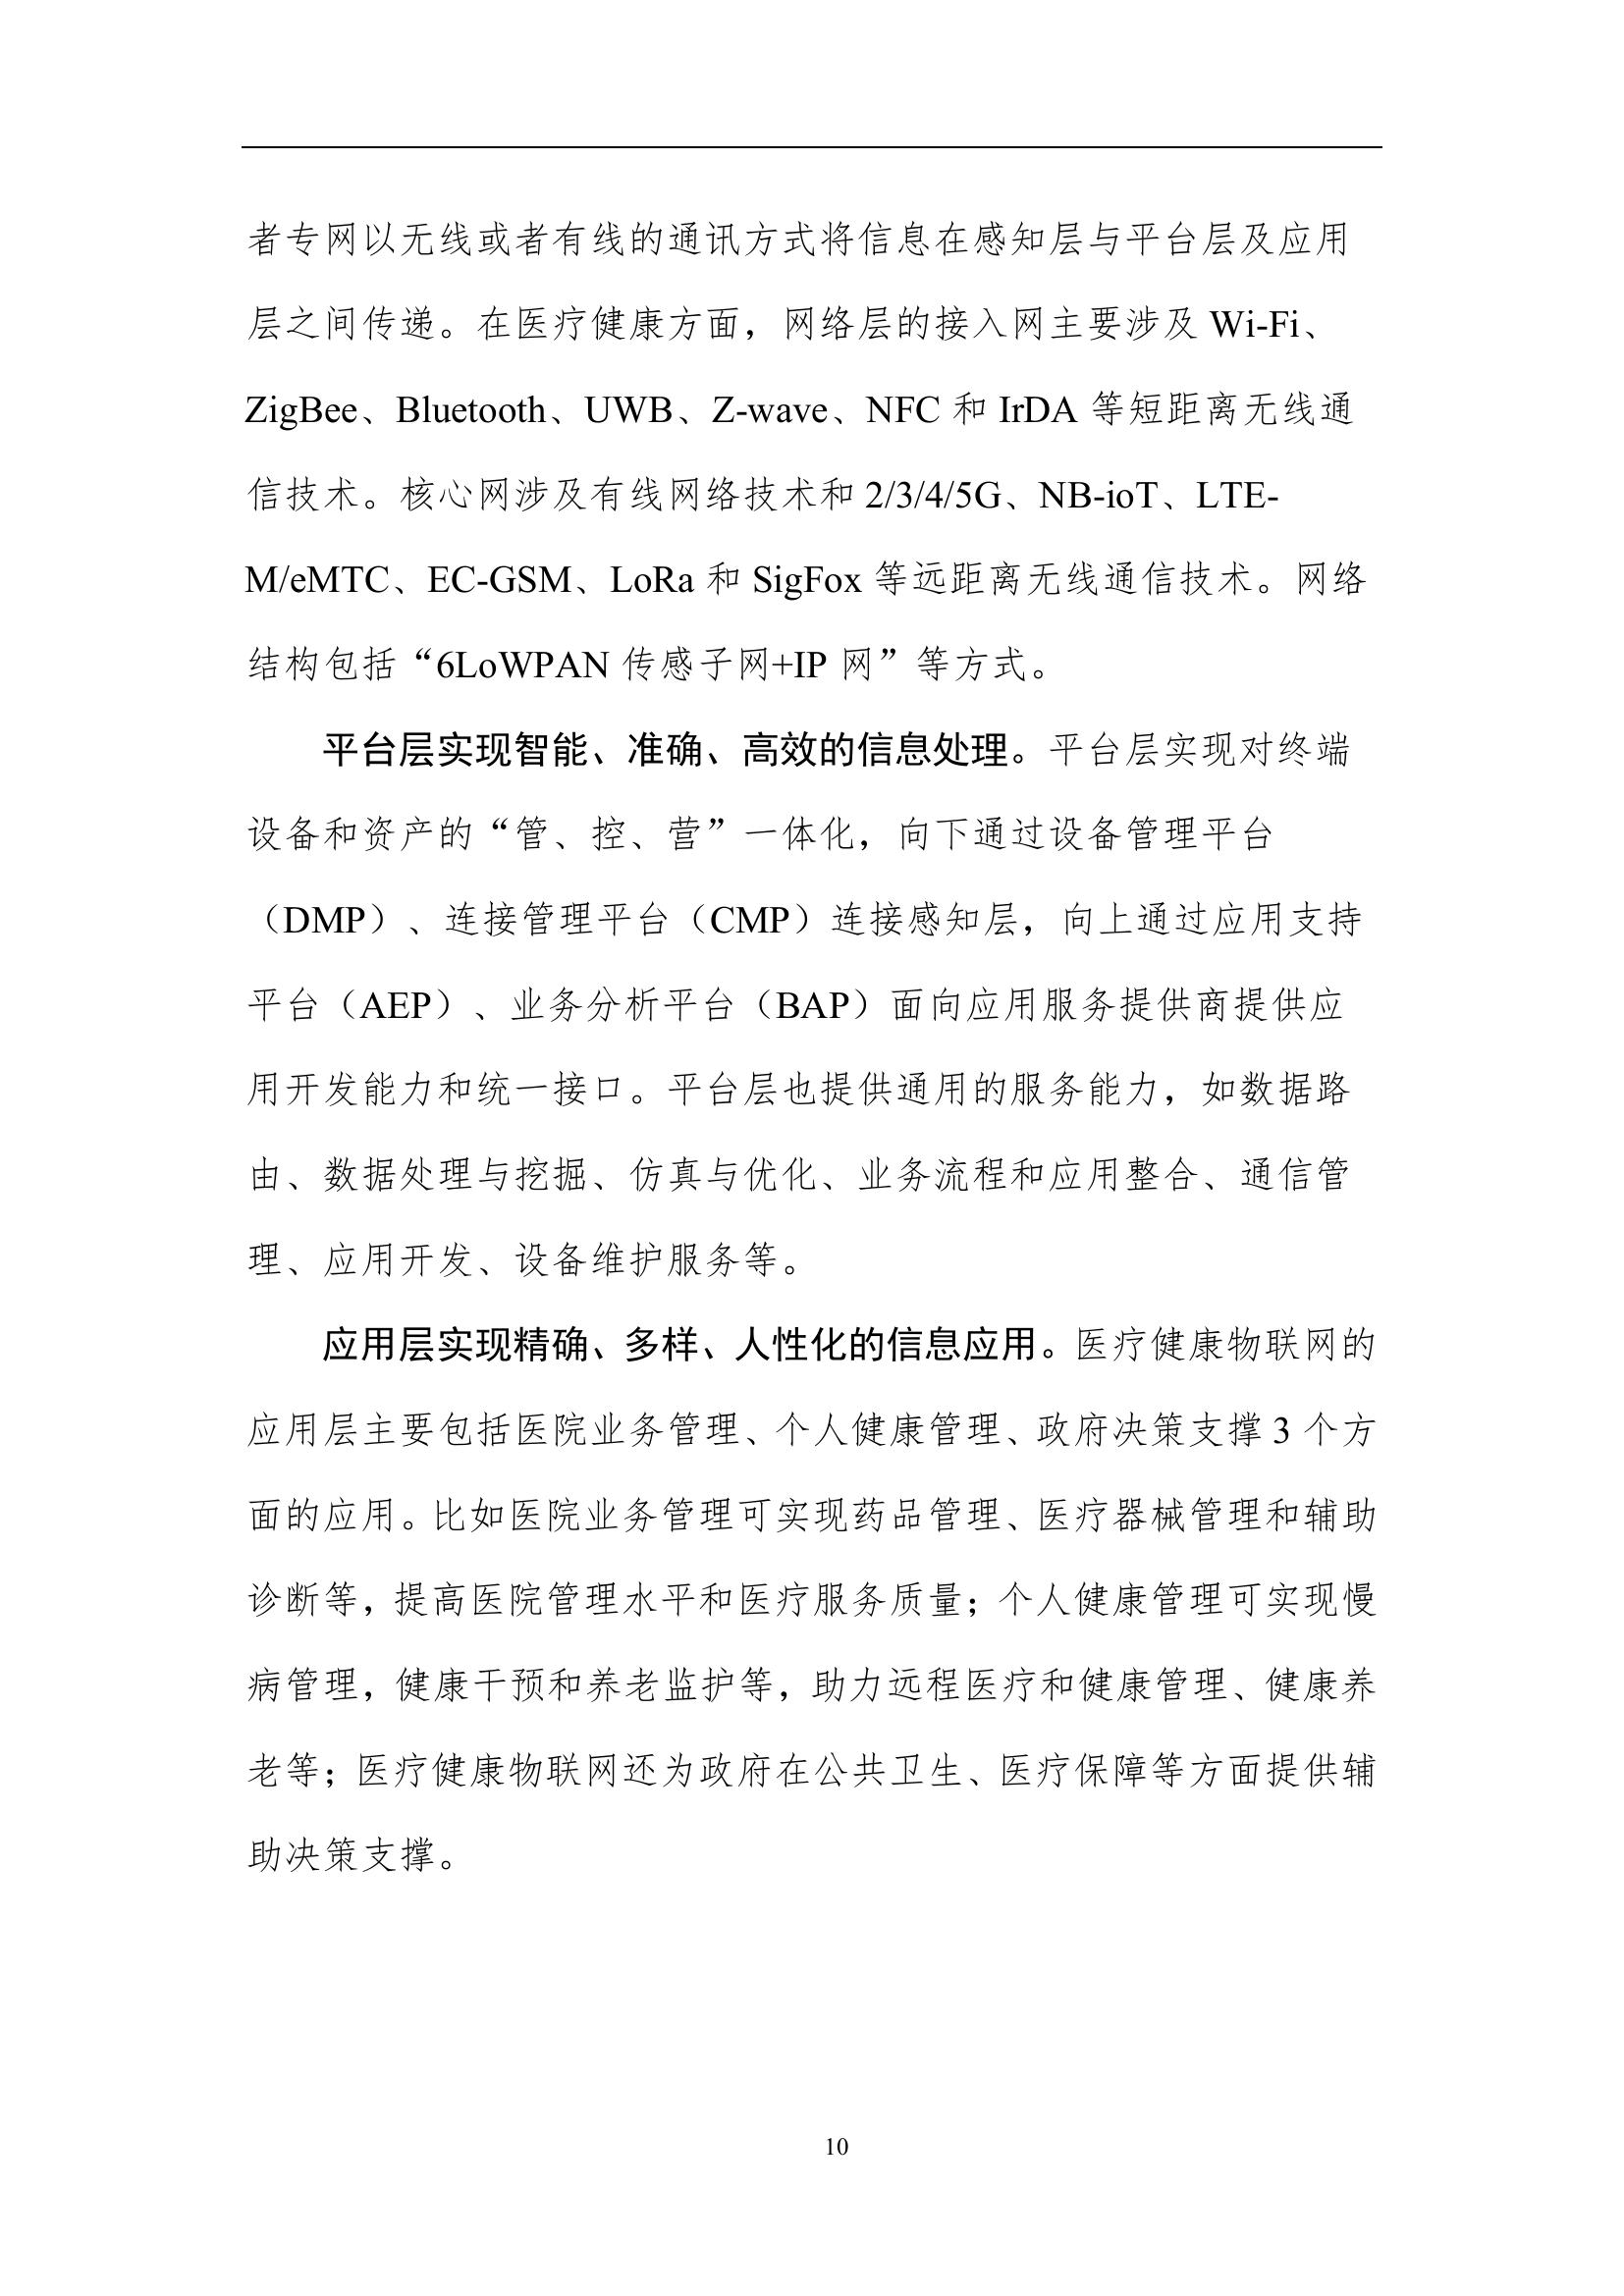 者专网以无线或者有线的通讯方式将信息在感知层与平台层及应用
层之间传递。在医疗健康方面，网络层的接入网主要涉及 Wi-Fi、
ZigBee、Bluetooth、UWB、Z-wave、NFC 和 IrDA 等短距离无线通
信技术。核心网涉及有线网络技术和 2/3/4/5G、NB-ioT、LTE-
M/eMTC、EC-GSM、LoRa 和 SigFox 等远距离无线通信技术。网络
结构包括“6LoWPAN 传感子网+IP 网”等方式。
平台层实现智能、准确、高效的信息处理。平台层实现对终端
设备和资产的“管、控、营”一体化，向下通过设备管理平台
（DMP）、连接管理平台（CMP）连接感知层，向上通过应用支持
平台（AEP）、业务分析平台（BAP）面向应用服务提供商提供应
用开发能力和统一接口。平台层也提供通用的服务能力，如数据路
由、数据处理与挖掘、仿真与优化、业务流程和应用整合、通信管
理、应用开发、设备维护服务等。
应用层实现精确、多样、人性化的信息应用。医疗健康物联网的
应用层主要包括医院业务管理、个人健康管理、政府决策支撑 3 个方
面的应用。比如医院业务管理可实现药品管理、医疗器械管理和辅助
诊断等，提高医院管理水平和医疗服务质量；个人健康管理可实现慢
病管理，健康干预和养老监护等，助力远程医疗和健康管理、健康养
老等；医疗健康物联网还为政府在公共卫生、医疗保障等方面提供辅
助决策支撑。
10